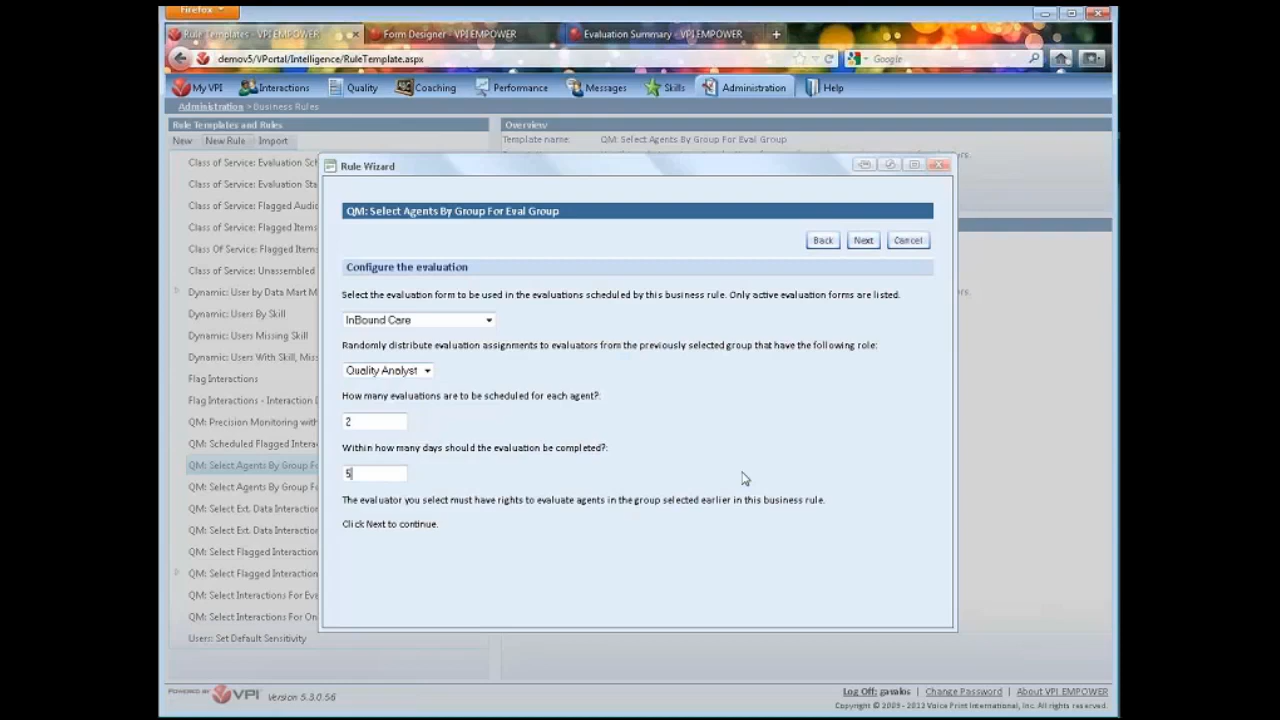 Firefox
Rule Templates - VPI EMPOWER
Form Designer - VPI EMPOWER
Evaluation Summary - VPI EMPOWER
demov5/VPortal/Intelligence/RuleTemplate.aspx
Google
My VPI Interactions Quality Coaching Performance Messages Skills Administration Help
Administration > Business Rules
Rule Templates and Rules
Overview
New New Rule Import
Template name: QM: Select Agents By Group For Eval Group
Class of Service: Evaluation Sch
Class of Service: Evaluation Sta
Class of Service: Flagged Audio
Class of Service: Flagged Items
Class Of Service: Flagged Items
Class of Service: Unassembled
Dynamic: User by Data Mart M
Dynamic: Users By Skill
Dynamic: Users Missing Skill
Dynamic: Users With Skill, Miss
Flag Interactions
Flag Interactions - Interaction D
QM: Precision Monitoring with
QM: Scheduled Flagged Intera
QM: Select Agents By Group Fo
QM: Select Agents By Group F
QM: Select Ext. Data Interaction
QM: Select Ext. Data Interaction
QM: Select Flagged Interaction
QM: Select Flagged Interaction
QM: Select Interactions For Ev
QM: Select Interactions For On
Users: Set Default Sensitivity
Rule Wizard
QM: Select Agents By Group For Eval Group
Back Next Cancel
Configure the evaluation
Select the evaluation form to be used in the evaluations scheduled by this business rule. Only active evaluation forms are listed.
InBound Care
Randomly distribute evaluation assignments to evaluators from the previously selected group that have the following role:
Quality Analyst
How many evaluations are to be scheduled for each agent?:
2
Within how many days should the evaluation be completed?:
5
The evaluator you select must have rights to evaluate agents in the group selected earlier in this business rule.
Click Next to continue.
POWERED BY VPI Version 5.3.0.56
Log Off: gavalos | Change Password | About VPI EMPOWER
Copyright © 2009 - 2012 Voice Print International, Inc. All rights reserved.